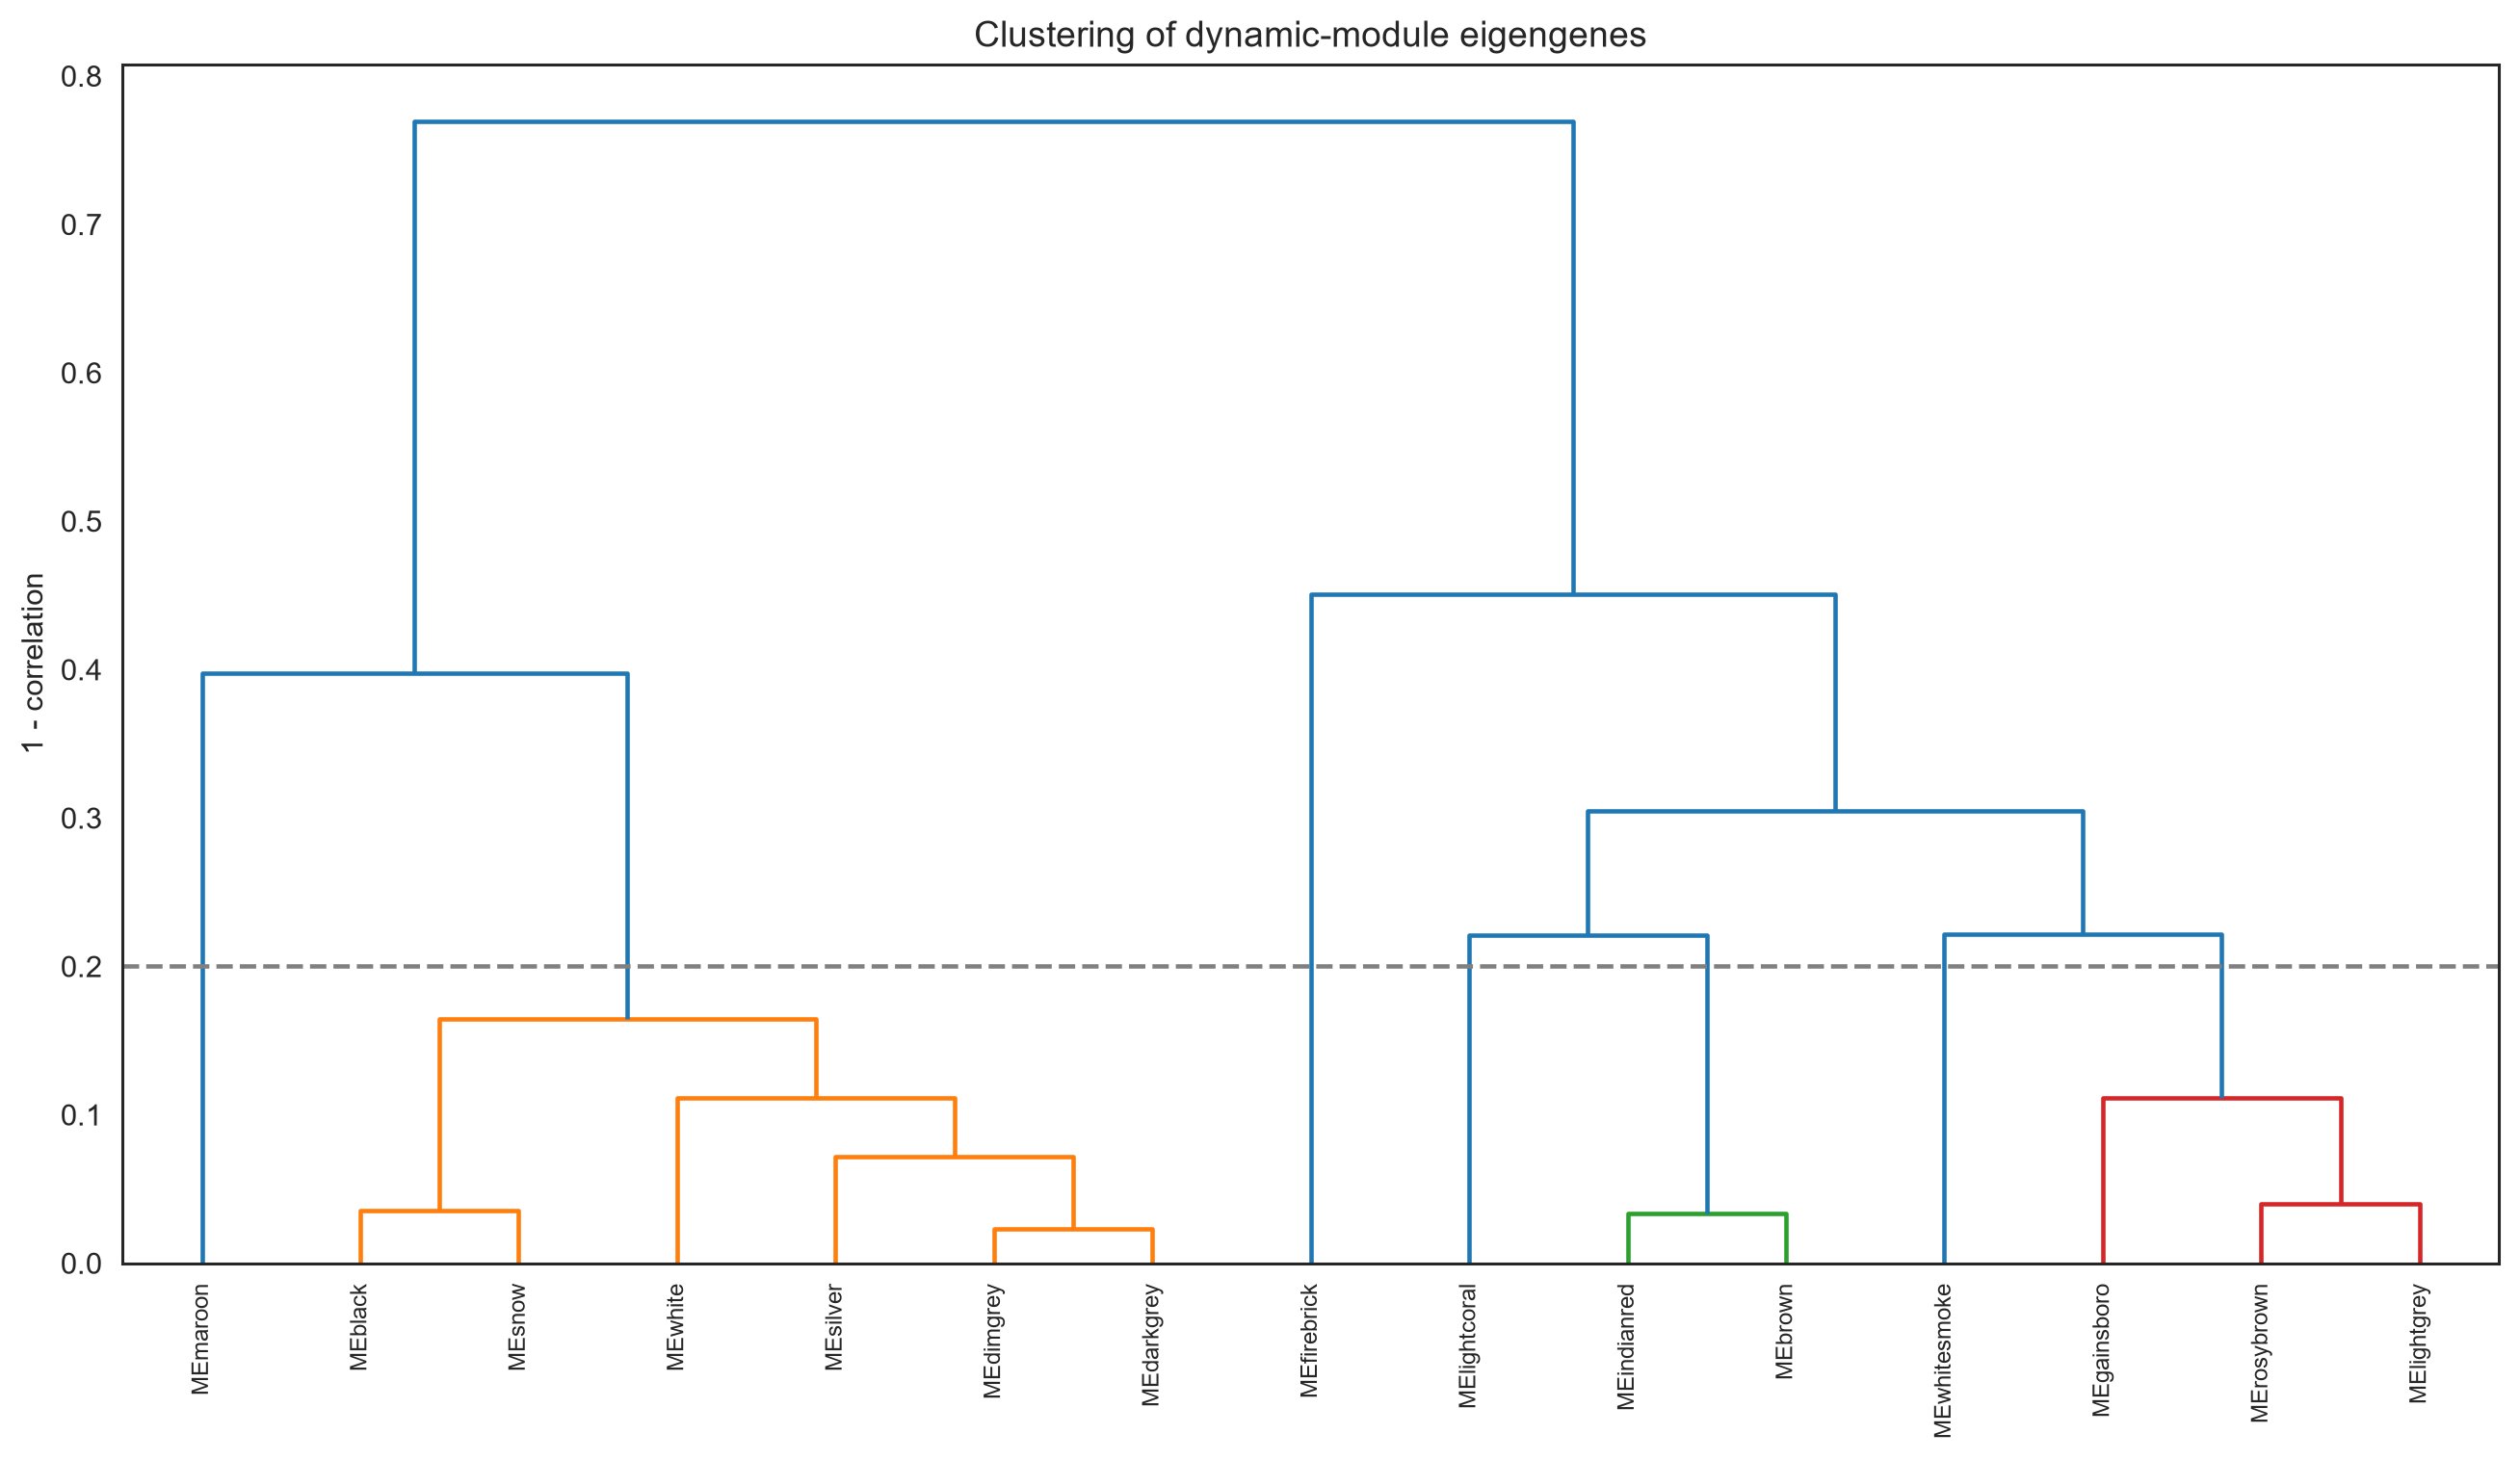 Clustering of dynamic-module eigengenes
0.8
0.7
0.6
0.5
0.4
0.3
0.2
0.1
0.0
1 - correlation
MEmaroon
MEblack
MEsnow
MEwhite
MEsilver
MEdimgrey
MEdarkgrey
MEfirebrick
MElightcoral
MEindianred
MEbrown
MEwhitesmoke
MEgainsboro
MErosybrown
MElightgrey